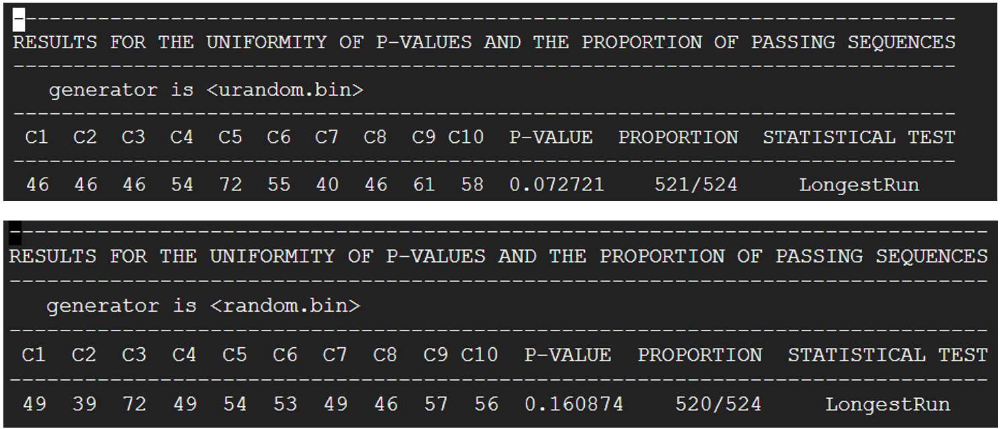 ------------------------------------------------------------------------------
RESULTS FOR THE UNIFORMITY OF P-VALUES AND THE PROPORTION OF PASSING SEQUENCES
------------------------------------------------------------------------------
   generator is <urandom.bin>
------------------------------------------------------------------------------
 C1  C2  C3  C4  C5  C6  C7  C8  C9 C10  P-VALUE  PROPORTION  STATISTICAL TEST
------------------------------------------------------------------------------
 46  46  46  54  72  55  40  46  61  58  0.072721    521/524     LongestRun
------------------------------------------------------------------------------
RESULTS FOR THE UNIFORMITY OF P-VALUES AND THE PROPORTION OF PASSING SEQUENCES
------------------------------------------------------------------------------
   generator is <random.bin>
------------------------------------------------------------------------------
 C1  C2  C3  C4  C5  C6  C7  C8  C9 C10  P-VALUE  PROPORTION  STATISTICAL TEST
------------------------------------------------------------------------------
 49  39  72  49  54  53  49  46  57  56  0.160874    520/524     LongestRun